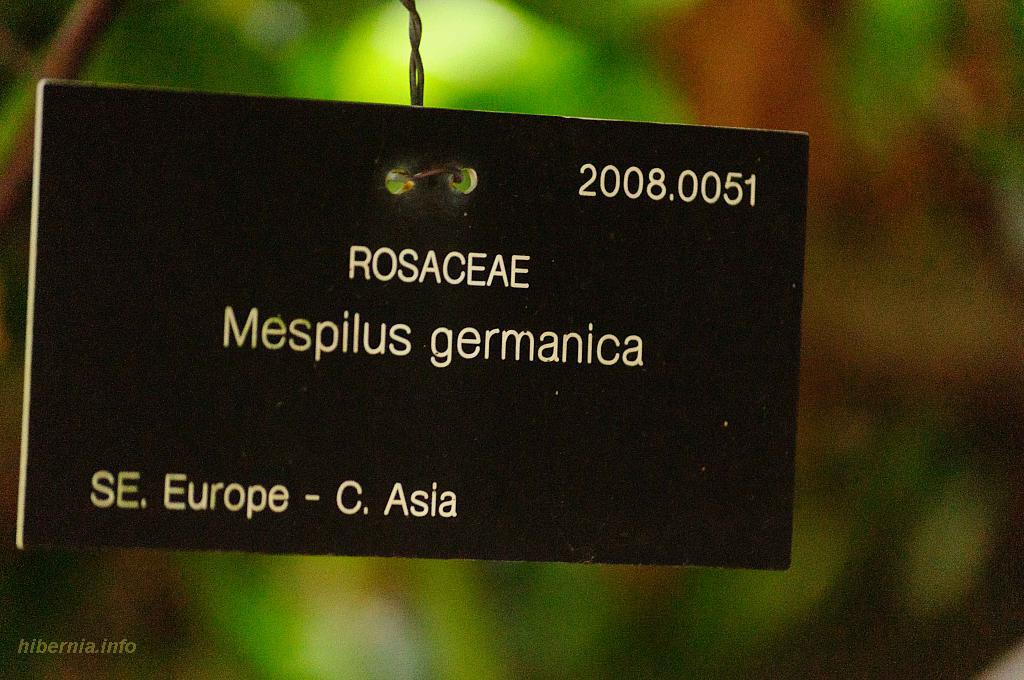 2008.0051
ROSACEAE
Mespilus germanica
SE. Europe - C. Asia
hibernia.info